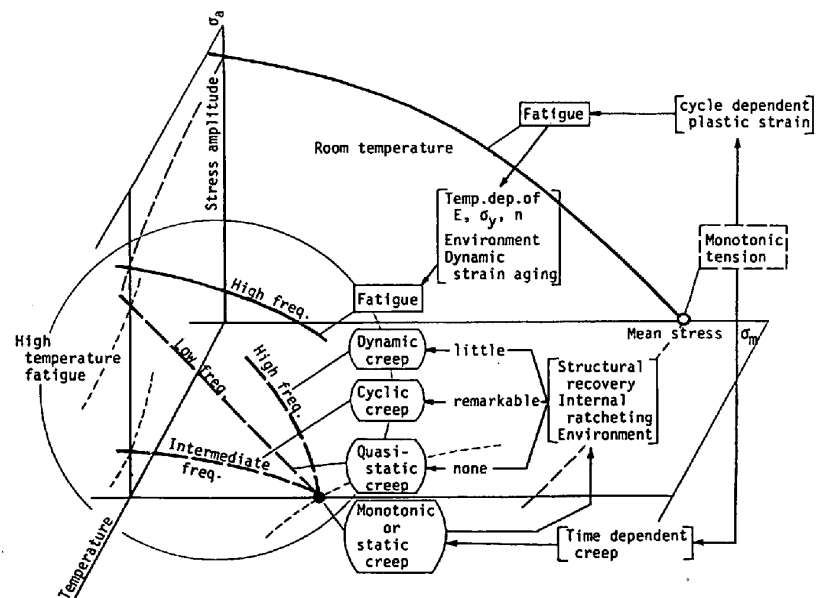 σa
Stress amplitude
Room temperature
Fatigue
[cycle dependent
plastic strain]
[Temp.dep.of
E, σy, n
Environment
Dynamic
strain aging]
Monotonic
tension
High freq.
Fatigue
Mean stress
σm
High
temperature
fatigue
Low freq.
High freq.
Dynamic
creep
little
Cyclic
creep
remarkable
[Structural
recovery
Internal
ratcheting
Environment]
Intermediate
freq.
Quasi-
static
creep
none
Monotonic
or
static
creep
[Time dependent
creep]
Temperature